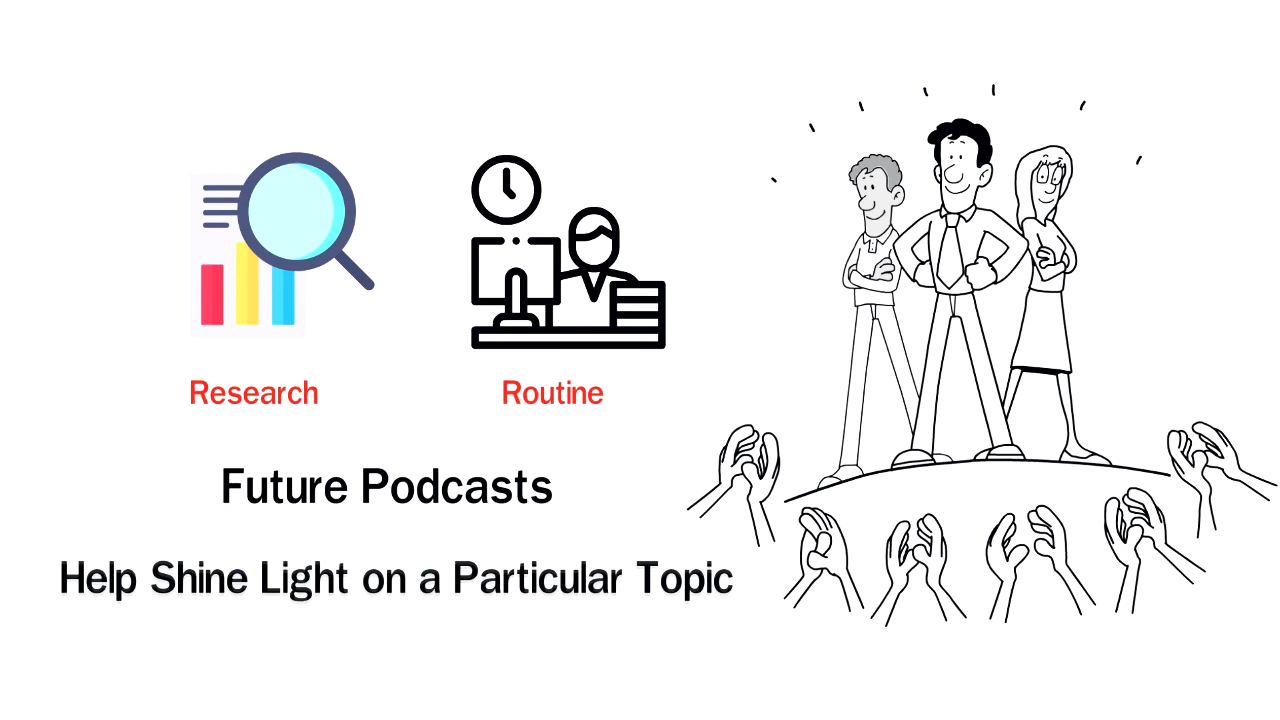 Research
Routine
Future Podcasts
Help Shine Light on a Particular Topic